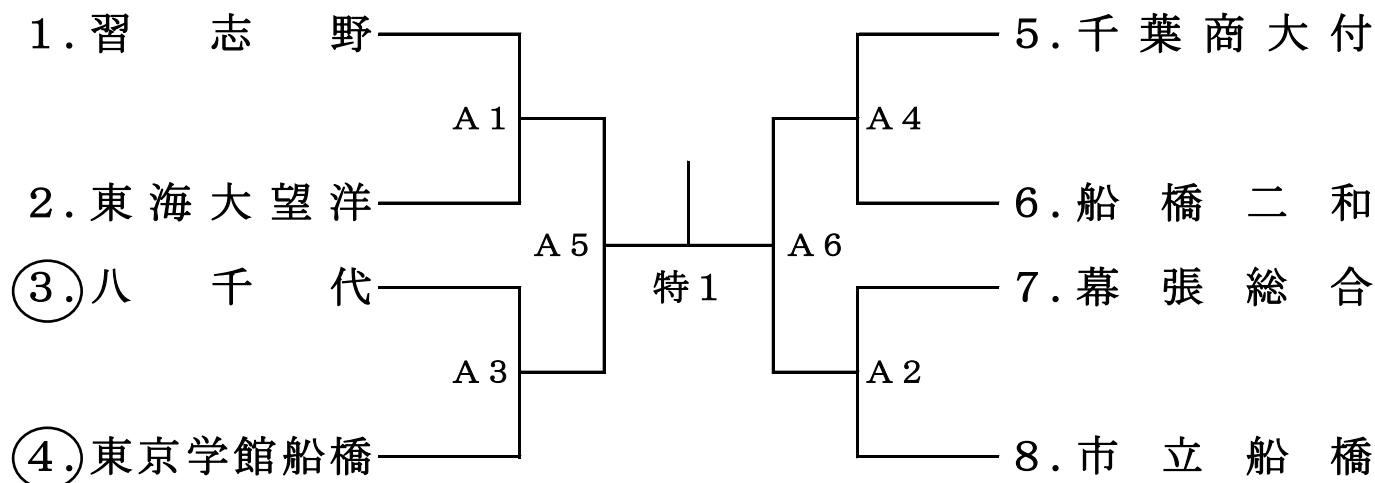 1.習志野
2.東海大望洋
3.八千代
4.東京学館船橋
A1
A3
A5
特1
A6
A4
A2
5.千葉商大付
6.船橋二和
7.幕張総合
8.市立船橋